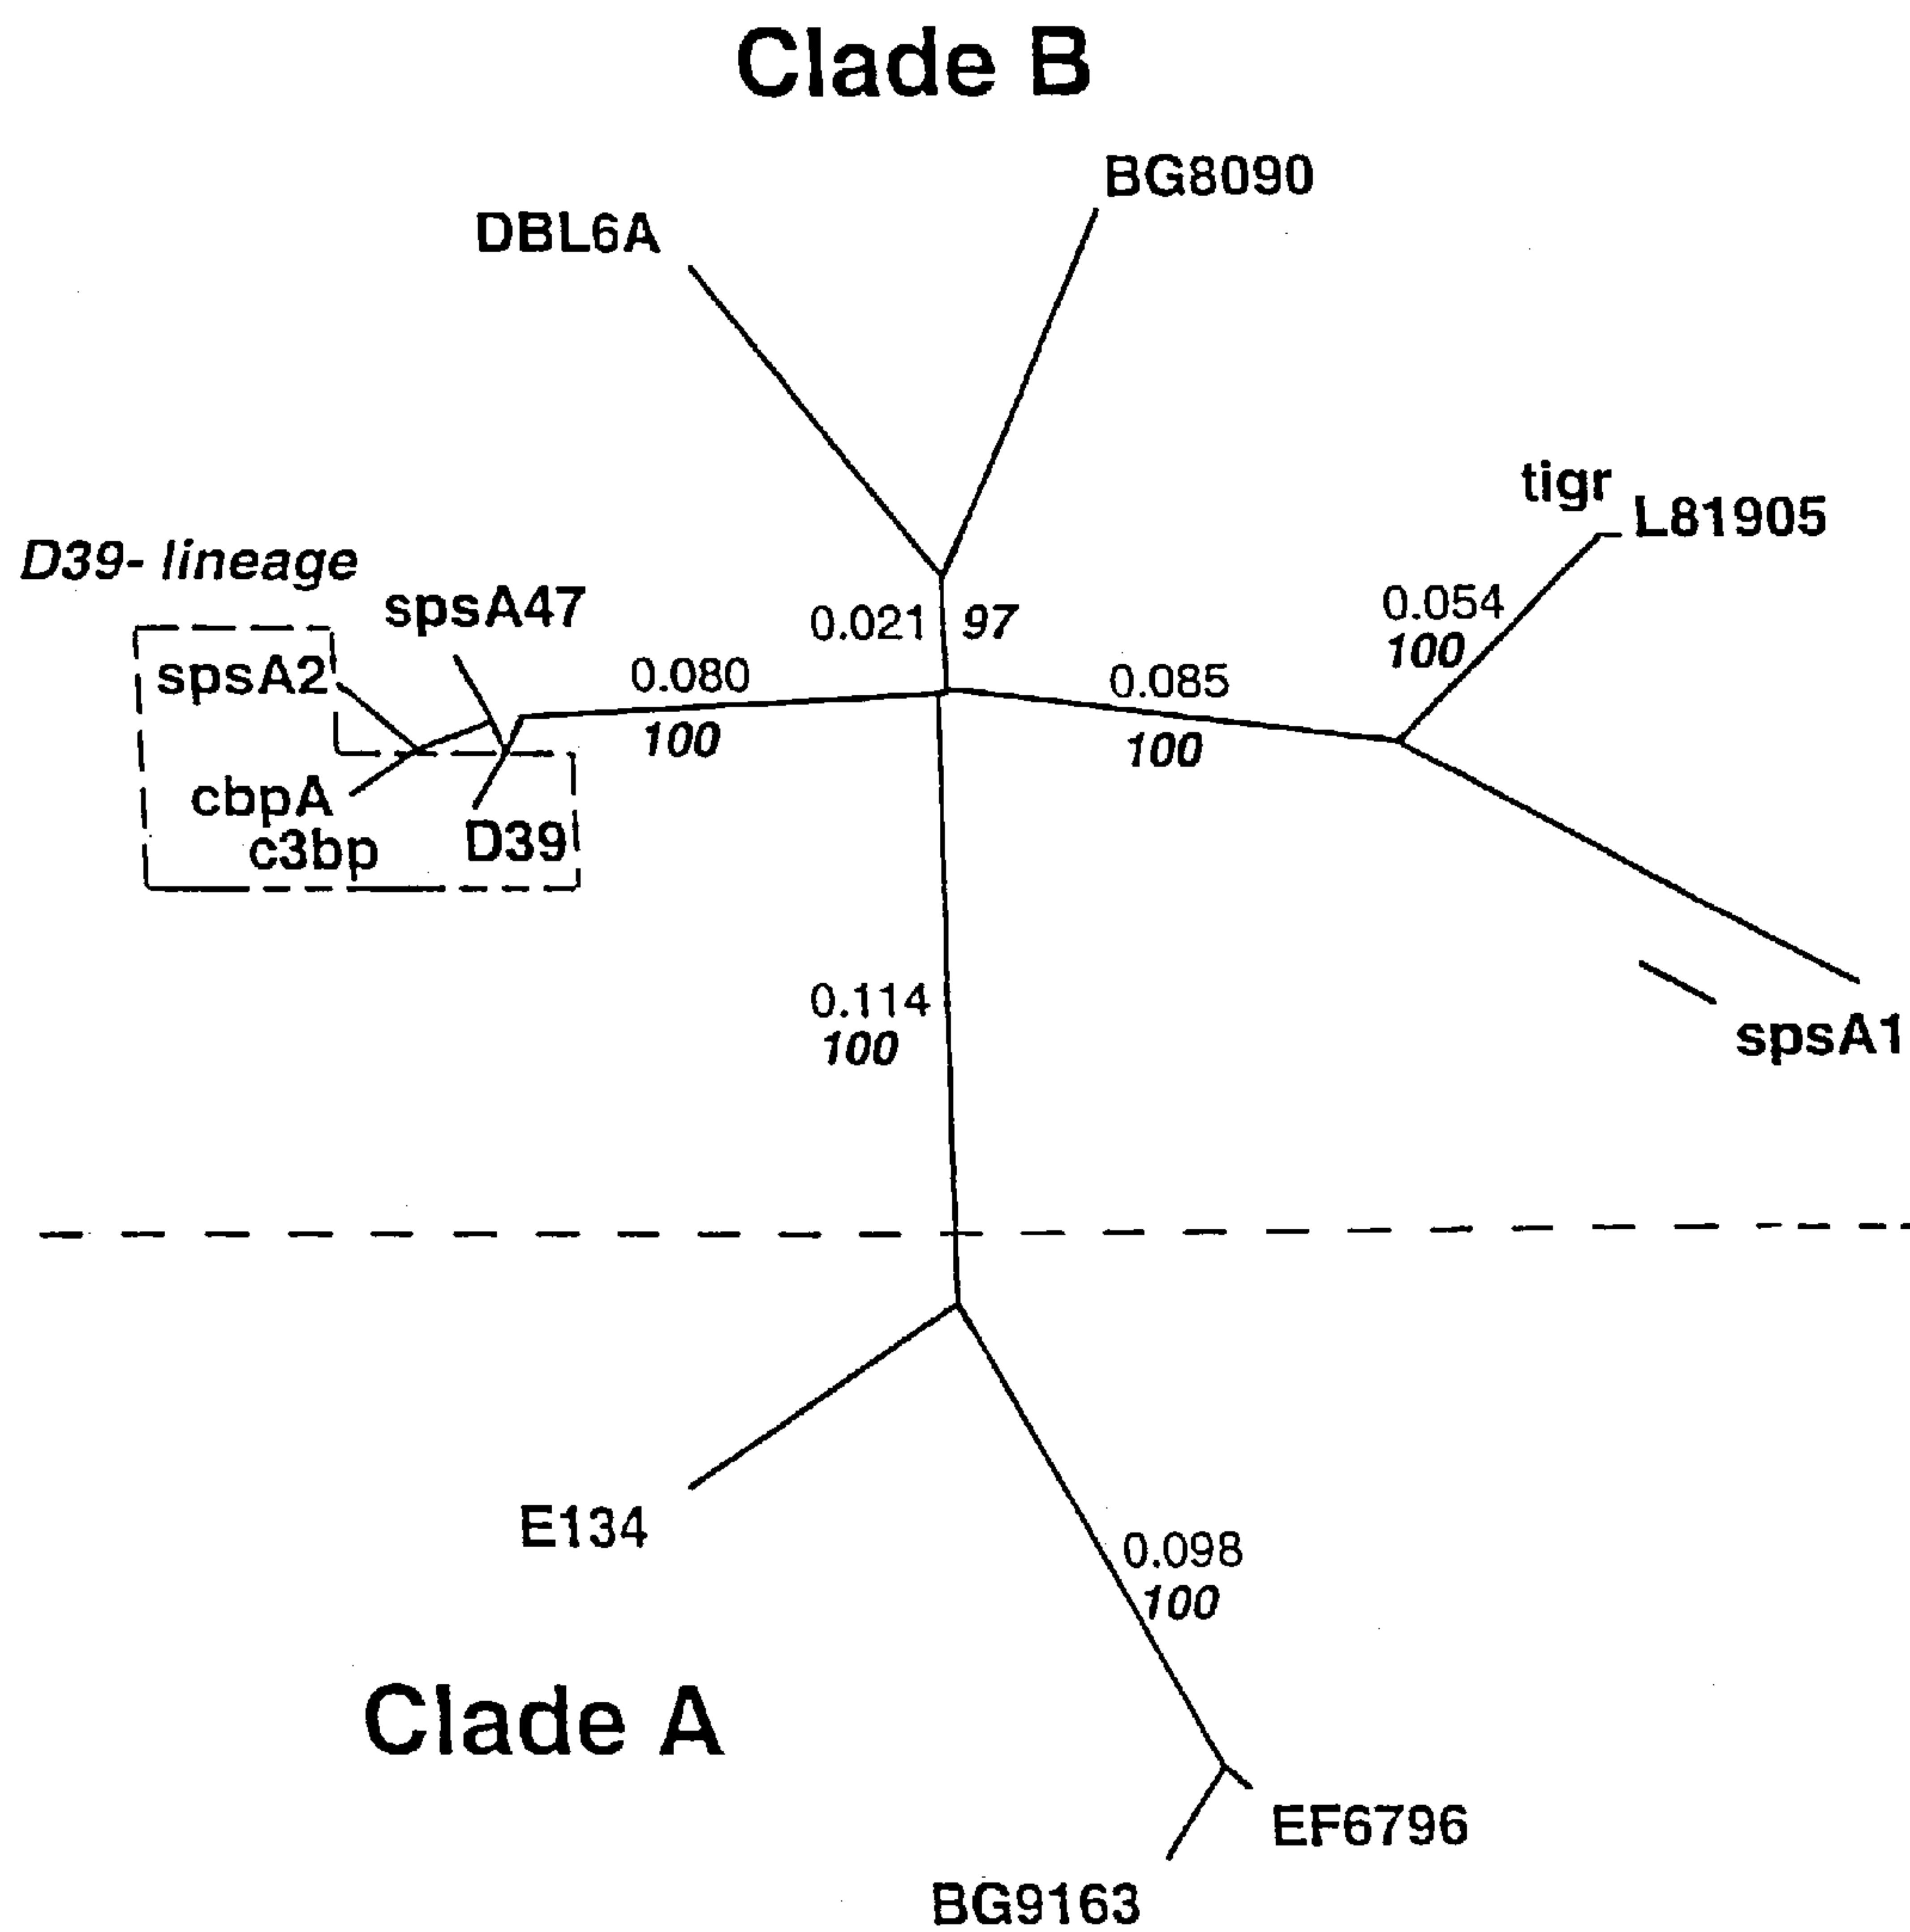 Clade B
BG8090
DBL6A
tigr
L81905
D39- lineage
spsA47
0.054
100
0.021 97
spsA2
0.080
100
0.085
100
cbpA
c3bp
D39
0.114
100
spsA1
E134
0.098
100
Clade A
EF6796
BG9163